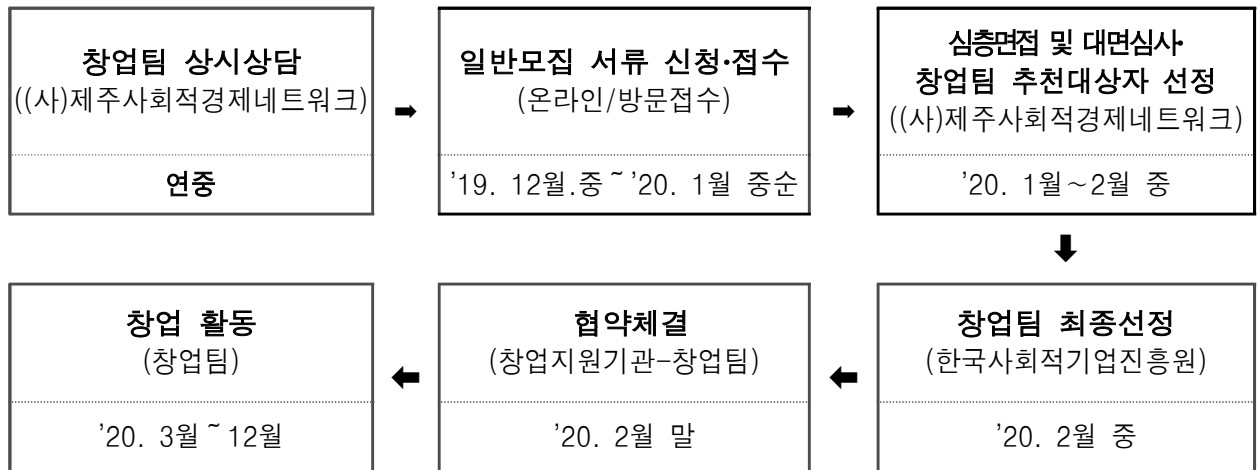 창업팀 상시상담
((사)제주사회적경제네트워크)
연중
➡
일반모집 서류 신청·접수
(온라인/방문접수)
'19. 12월.중~'20. 1월 중순
➡
심층면접 및 대면심사·
창업팀 추천대상자 선정
((사)제주사회적경제네트워크)
'20. 1월~2월 중
⬇
창업팀 최종선정
(한국사회적기업진흥원)
'20. 2월 중
⬅
협약체결
(창업지원기관-창업팀)
'20. 2월 말
⬅
창업 활동
(창업팀)
'20. 3월~12월